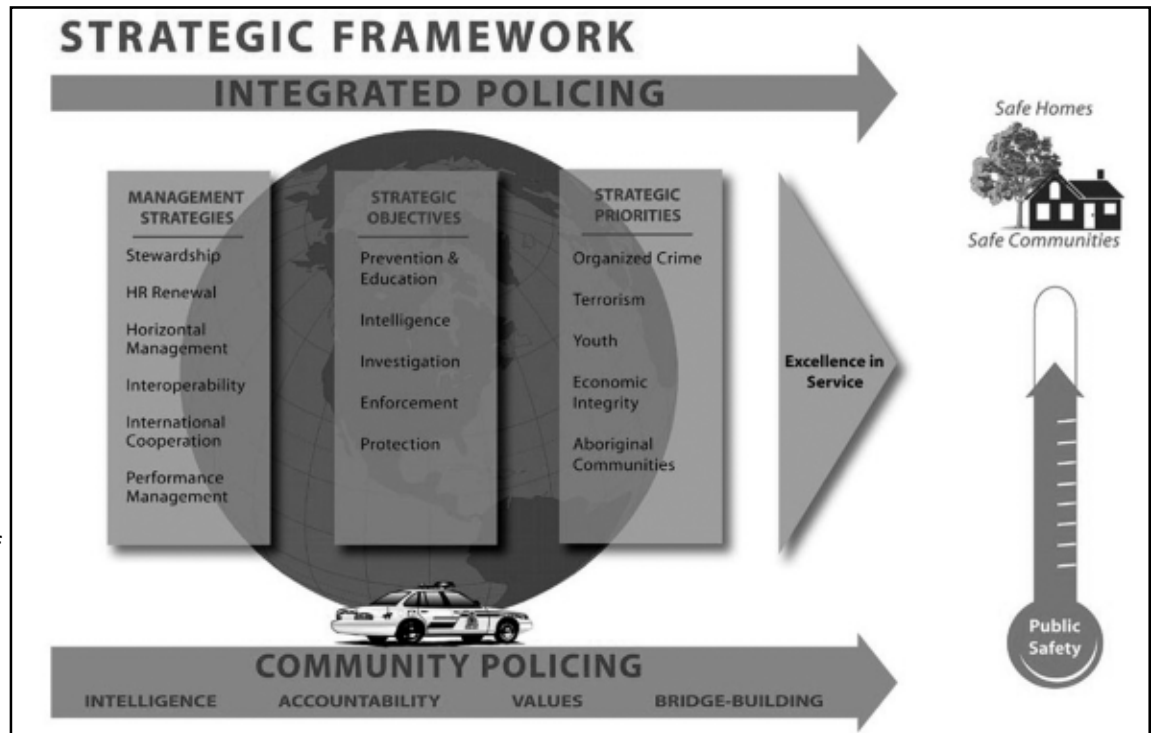 STRATEGIC FRAMEWORK
INTEGRATED POLICING
MANAGEMENT
STRATEGIES
Stewardship
HR Renewal
Horizontal
Management
Interoperability
International
Cooperation
Performance
Management
STRATEGIC
OBJECTIVES
Prevention &
Education
Intelligence
Investigation
Enforcement
Protection
STRATEGIC
PRIORITIES
Organized Crime
Terrorism
Youth
Economic
Integrity
Aboriginal
Communities
Excellence in
Service
Safe Homes
Safe Communities
Public
Safety
COMMUNITY POLICING
INTELLIGENCE ACCOUNTABILITY VALUES BRIDGE-BUILDING